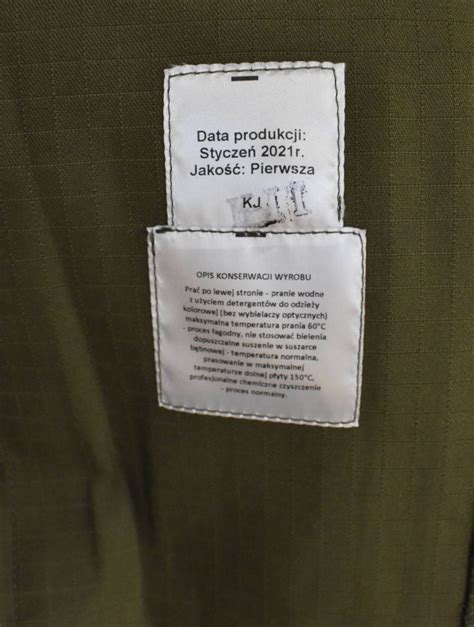 Data produkcji:
Styczeń 2021r.
Jakość: Pierwsza
KJ
OPIS KONSERWACJI WYROBU
Prać po lewej stronie - pranie wodne
z użyciem detergentów do odzieży
kolorowej (bez wybielaczy optycznych)
maksymalna temperatura prania 60°C
- proces łagodny, nie stosować bielenia
dopuszczalne suszenie w suszarce
bębnowej - temperatura normalna,
prasowanie w maksymalnej
temperaturze dolnej płyty 150°C,
profesjonalne chemiczne czyszczenie
- proces normalny.